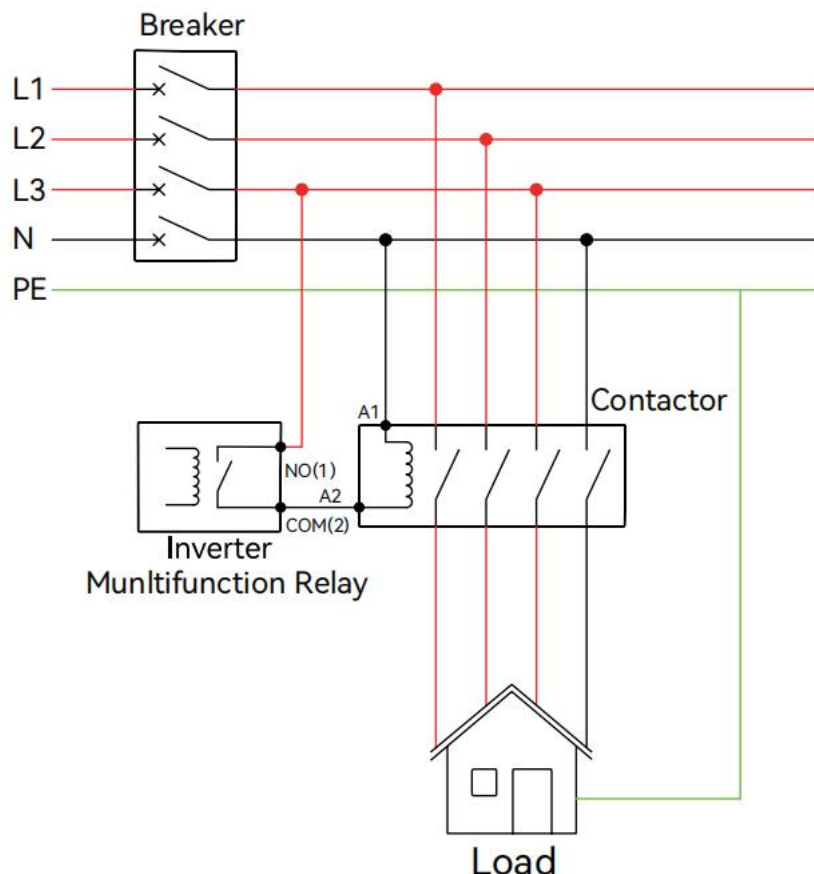 Breaker
L1
L2
L3
N
PE
A1
Contactor
NO(1)
A2
COM(2)
Inverter
Munltifunction Relay
Load